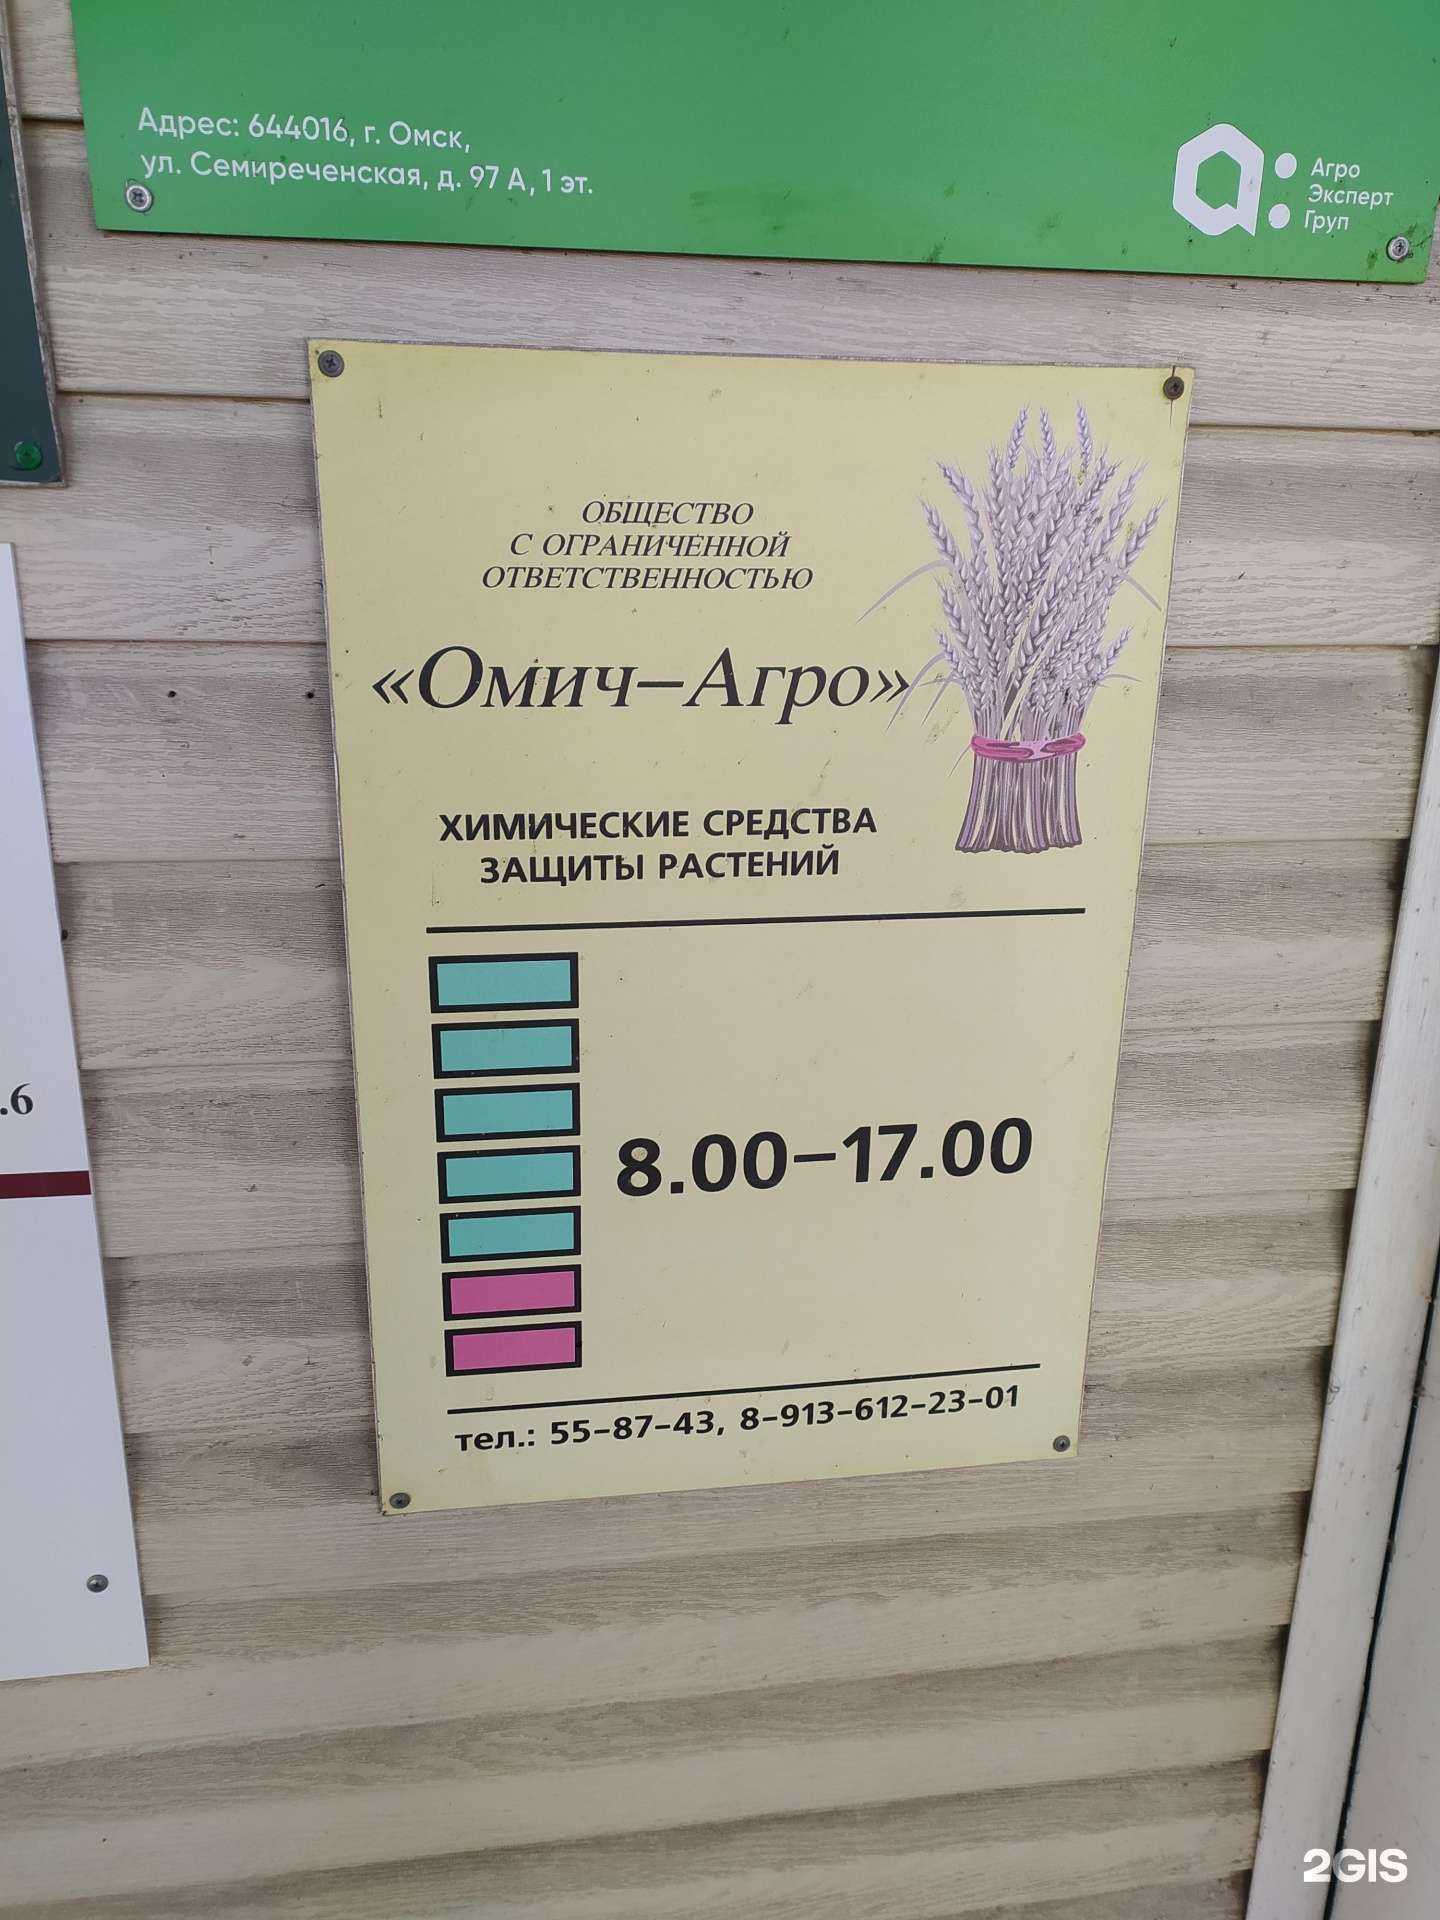 Адрес: 644016, г. Омск,
ул. Семиреченская, д. 97 А, 1 эт.
Агро
Эксперт
Груп
ОБЩЕСТВО
С ОГРАНИЧЕННОЙ
ОТВЕТСТВЕННОСТЬЮ
«Омич–Агро»
ХИМИЧЕСКИЕ СРЕДСТВА
ЗАЩИТЫ РАСТЕНИЙ
.6
8.00–17.00
тел.: 55-87-43, 8-913-612-23-01
2GIS